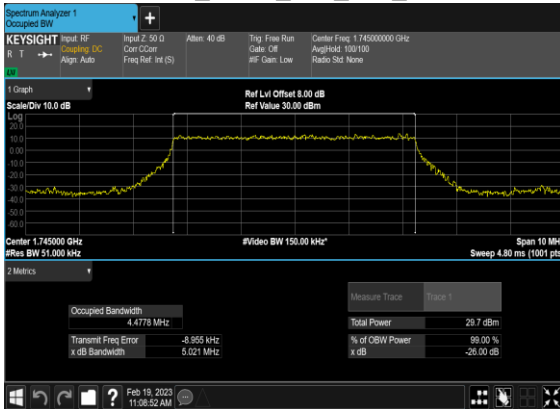 Spectrum Analyzer 1
Occupied BW
+
KEYSIGHT Input: RF Input Z: 50 Ω Atten: 40 dB Trig: Free Run Center Freq: 1.745000000 GHz
R T Coupling: DC Corr CCorr Gate: Off Avg|Hold: 100/100
Align: Auto Freq Ref: Int (S) #IF Gain: Low Radio Std: None
1 Graph
Ref Lvl Offset 8.00 dB
Scale/Div 10.0 dB Ref Value 30.00 dBm
Log
20.0
10.0
0.00
-10.0
-20.0
-30.0
-40.0
-50.0
-60.0
Center 1.745000 GHz #Video BW 150.00 kHz* Span 10 MH
#Res BW 51.000 kHz Sweep 4.80 ms (1001 pts
2 Metrics
Measure Trace Trace 1
Occupied Bandwidth
4.4778 MHz Total Power 29.7 dBm
Transmit Freq Error -8.955 kHz % of OBW Power 99.00 %
x dB Bandwidth 5.021 MHz x dB -26.00 dB
? Feb 19, 2023
11:08:52 AM